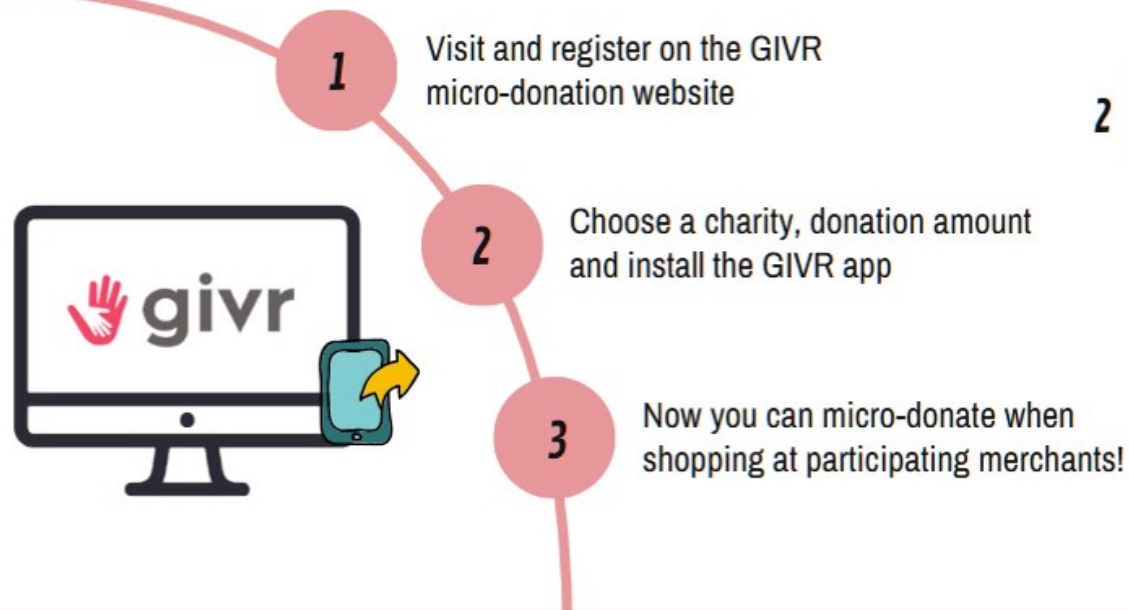 1
Visit and register on the GIVR
micro-donation website
2
2
Choose a charity, donation amount
and install the GIVR app
givr
3
Now you can micro-donate when
shopping at participating merchants!